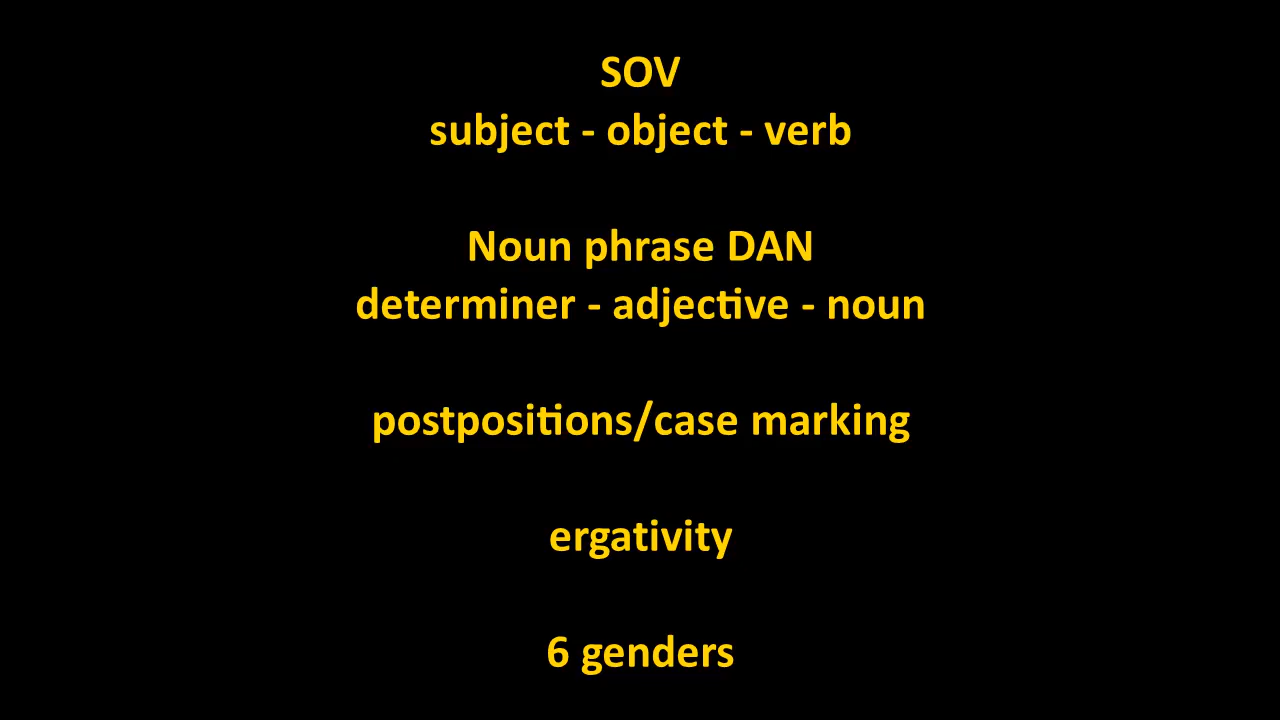 SOV
subject - object - verb
Noun phrase DAN
determiner - adjective - noun
postpositions/case marking
ergativity
6 genders